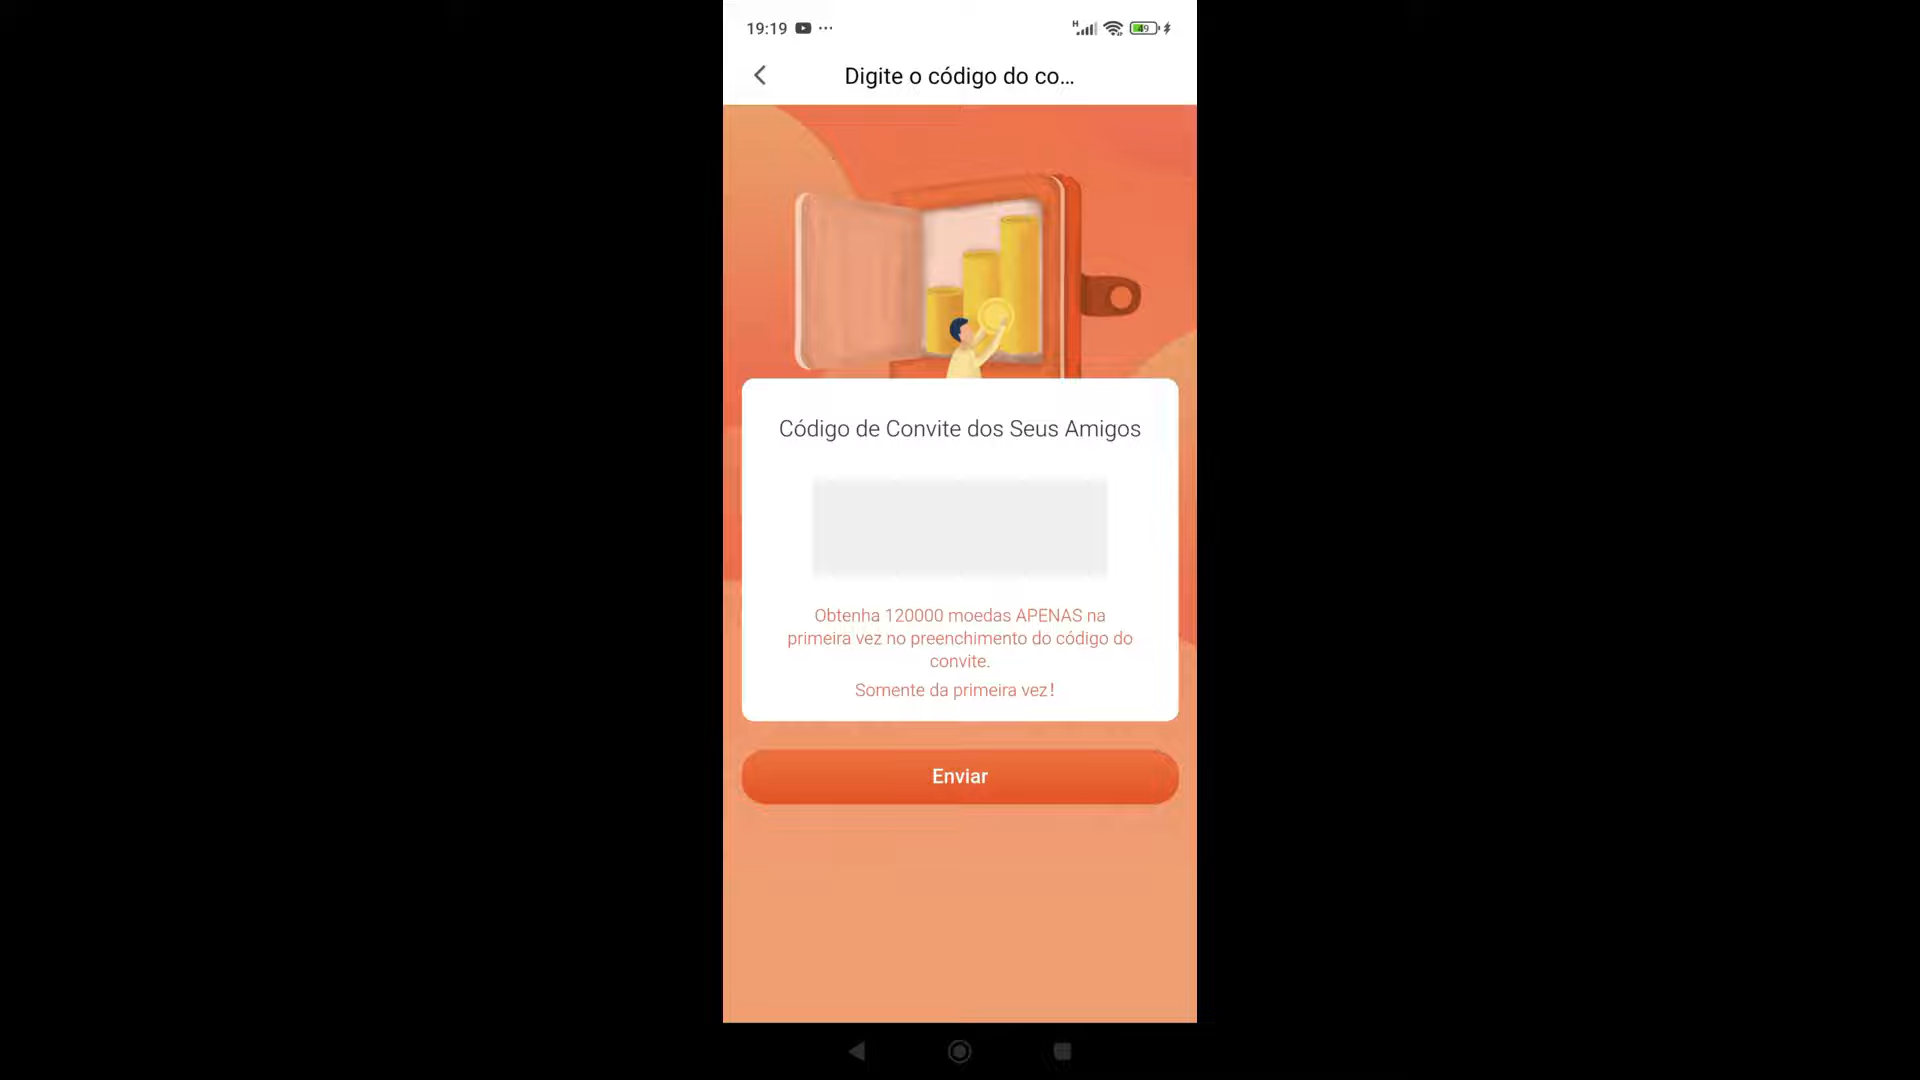 19:19
H
49
Digite o código do co...
Código de Convite dos Seus Amigos
Obtenha 120000 moedas APENAS na
primeira vez no preenchimento do código do
convite.
Somente da primeira vez!
Enviar